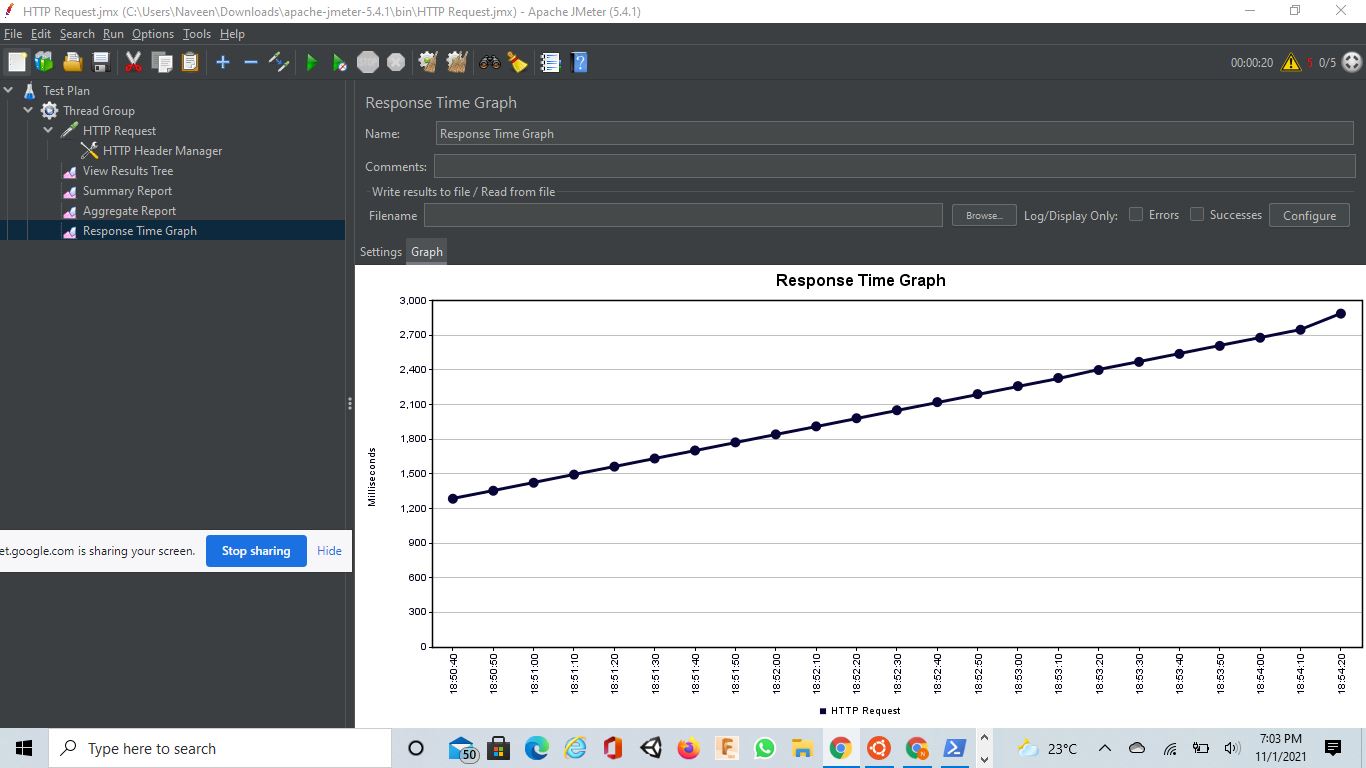 HTTP Request.jmx (C:\Users\Naveen\Downloads\apache-jmeter-5.4.1\bin\HTTP Request.jmx) - Apache JMeter (5.4.1)
File Edit Search Run Options Tools Help
STOP
00:00:20 5 0/5
Test Plan
Thread Group
HTTP Request
HTTP Header Manager
View Results Tree
Summary Report
Aggregate Report
Response Time Graph
Response Time Graph
Name: Response Time Graph
Comments:
Write results to file / Read from file
Filename Browse... Log/Display Only: Errors Successes Configure
Settings Graph
Response Time Graph
3,000
2,700
2,400
2,100
1,800
1,500
1,200
900
600
300
0
Milliseconds
18:50:40 18:50:50 18:51:00 18:51:10 18:51:20 18:51:30 18:51:40 18:51:50 18:52:00 18:52:10 18:52:20 18:52:30 18:52:40 18:52:50 18:53:00 18:53:10 18:53:20 18:53:30 18:53:40 18:53:50 18:54:00 18:54:10 18:54:20
HTTP Request
et.google.com is sharing your screen. Stop sharing Hide
Type here to search
50
23°C
7:03 PM
11/1/2021